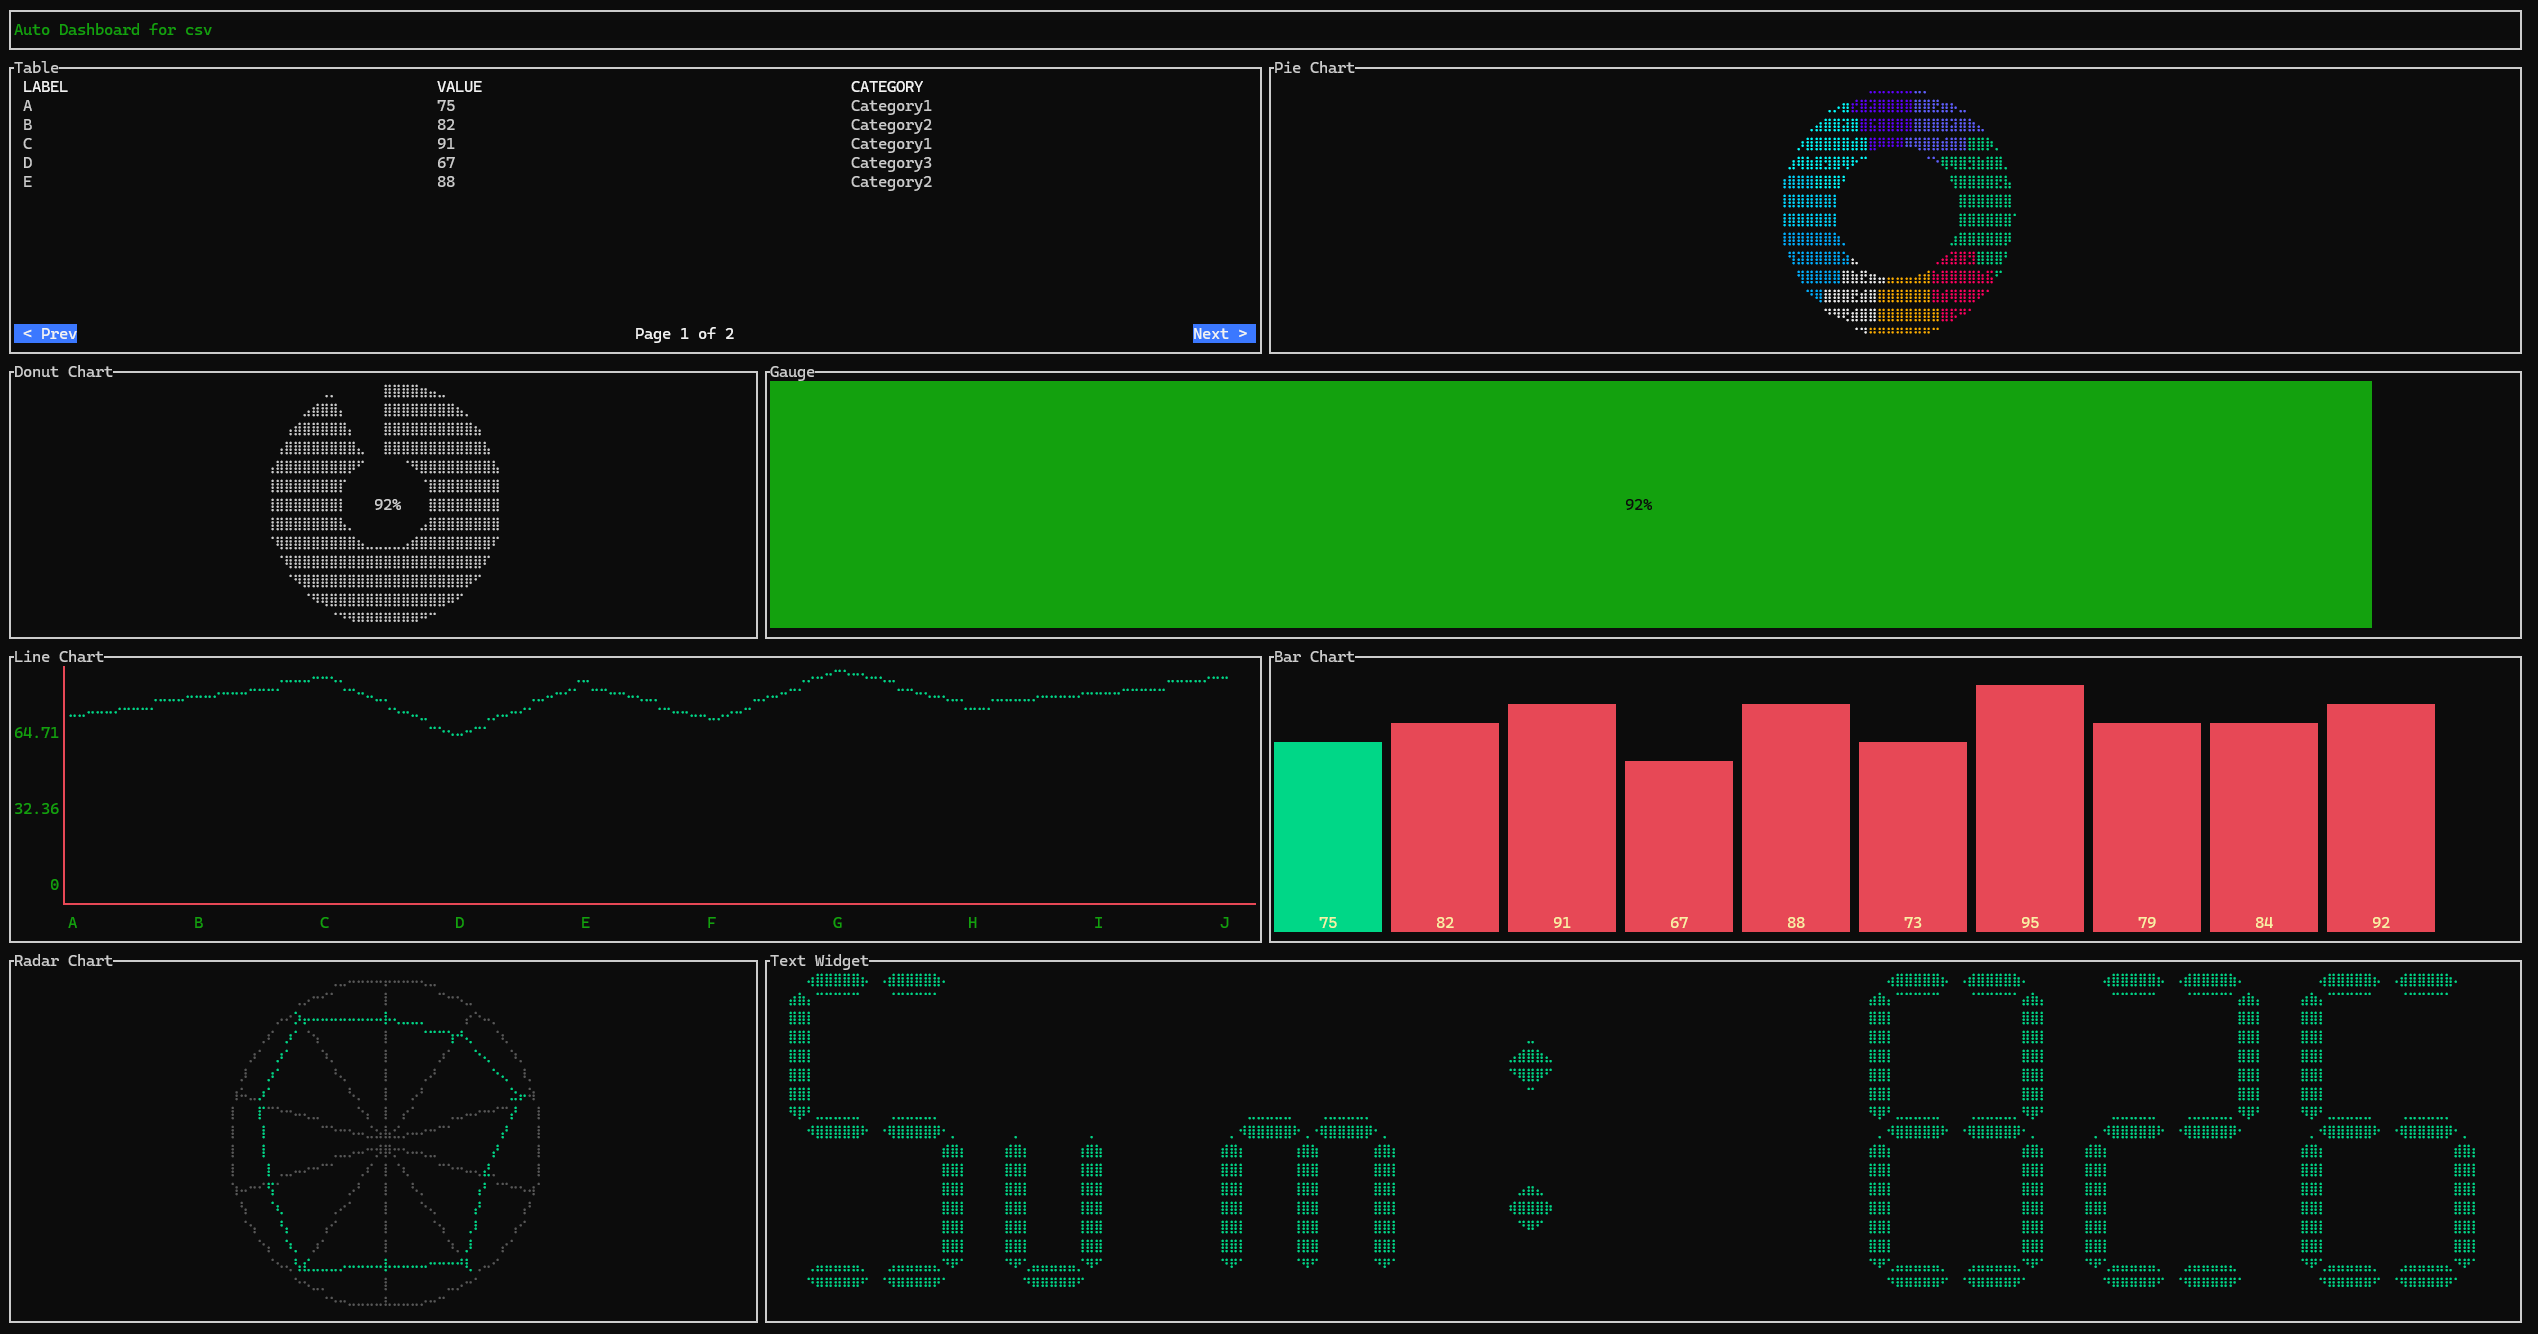 Auto Dashboard for csv
Table
LABEL VALUE CATEGORY
A 75 Category1
B 82 Category2
C 91 Category1
D 67 Category3
E 88 Category2
< Prev Page 1 of 2 Next >
Pie Chart
Donut Chart
92%
Gauge
92%
Line Chart
64.71
32.36
0
A B C D E F G H I J
Bar Chart
75 82 91 67 88 73 95 79 84 92
Radar Chart
Text Widget
Sum: 826